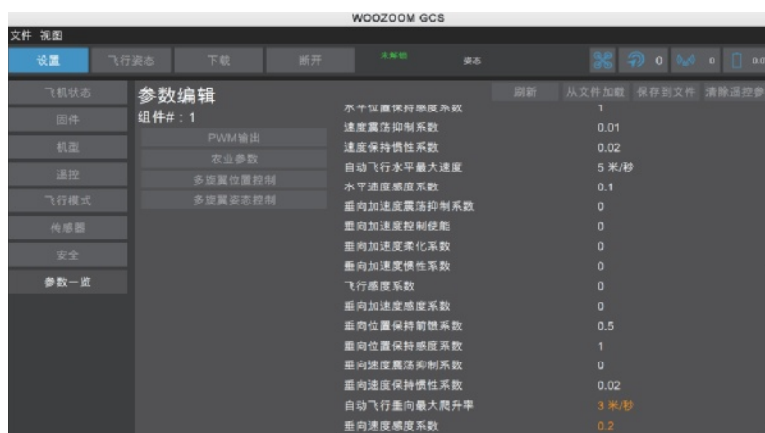 WOOZOOM GCS
文件 视图
设置 飞行姿态 下载 断开 未解锁 姿态 0 0 0.0
飞机状态
固件
机型
遥控
飞行模式
传感器
安全
参数一览
参数编辑
组件#：1
刷新 从文件加载 保存到文件 清除遥控参
PWM输出
农业参数
多旋翼位置控制
多旋翼姿态控制
水平位置保持感度系数 1
速度震荡抑制系数 0.01
速度保持惯性系数 0.02
自动飞行水平最大速度 5 米/秒
水平速度感度系数 0.1
垂向加速度震荡抑制系数 0
垂向加速度控制使能 0
垂向加速度柔化系数 0
垂向加速度惯性系数 0
飞行感度系数 0
垂向加速度感度系数 0
垂向位置保持前馈系数 0.5
垂向位置保持感度系数 1
垂向速度震荡抑制系数 0
垂向速度保持惯性系数 0.02
自动飞行垂向最大爬升率 3 米/秒
垂向速度感度系数 0.2